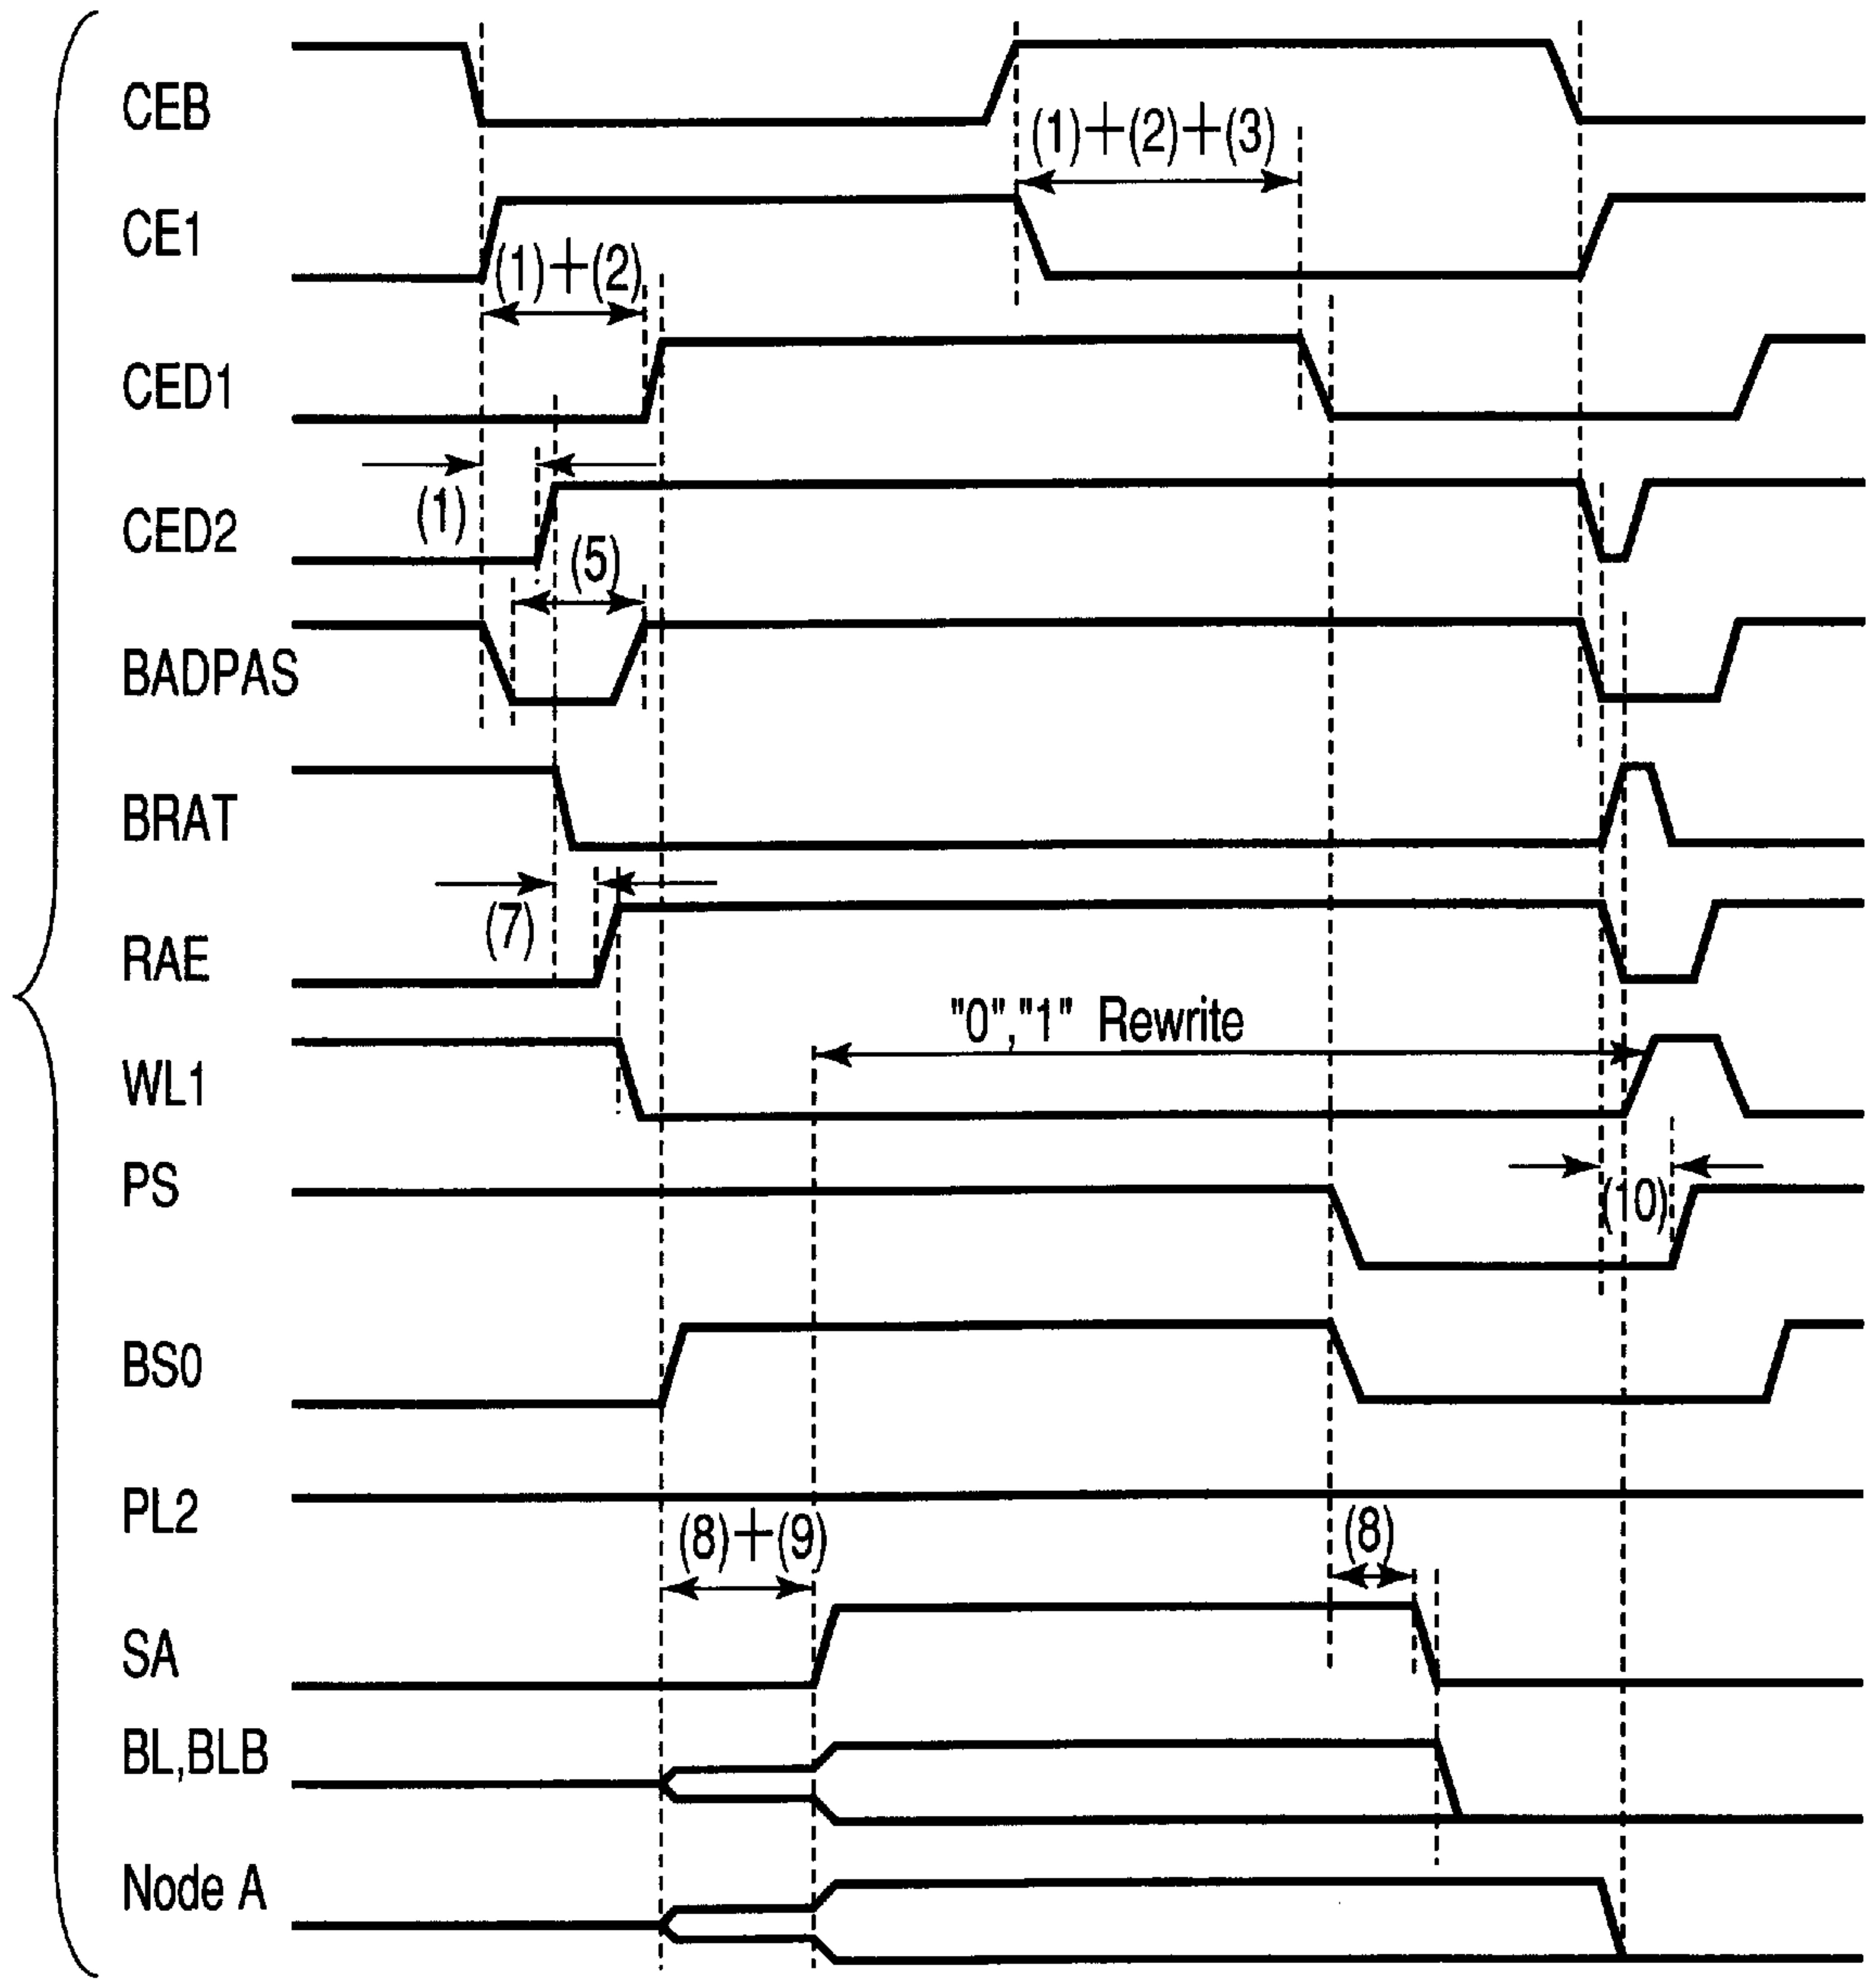 CEB
(1)+(2)+(3)
CE1
(1)+(2)
CED1
(1)
CED2
(5)
BADPAS
BRAT
(7)
RAE
"0","1" Rewrite
WL1
PS
(10)
BS0
PL2
(8)+(9)
(8)
SA
BL,BLB
Node A